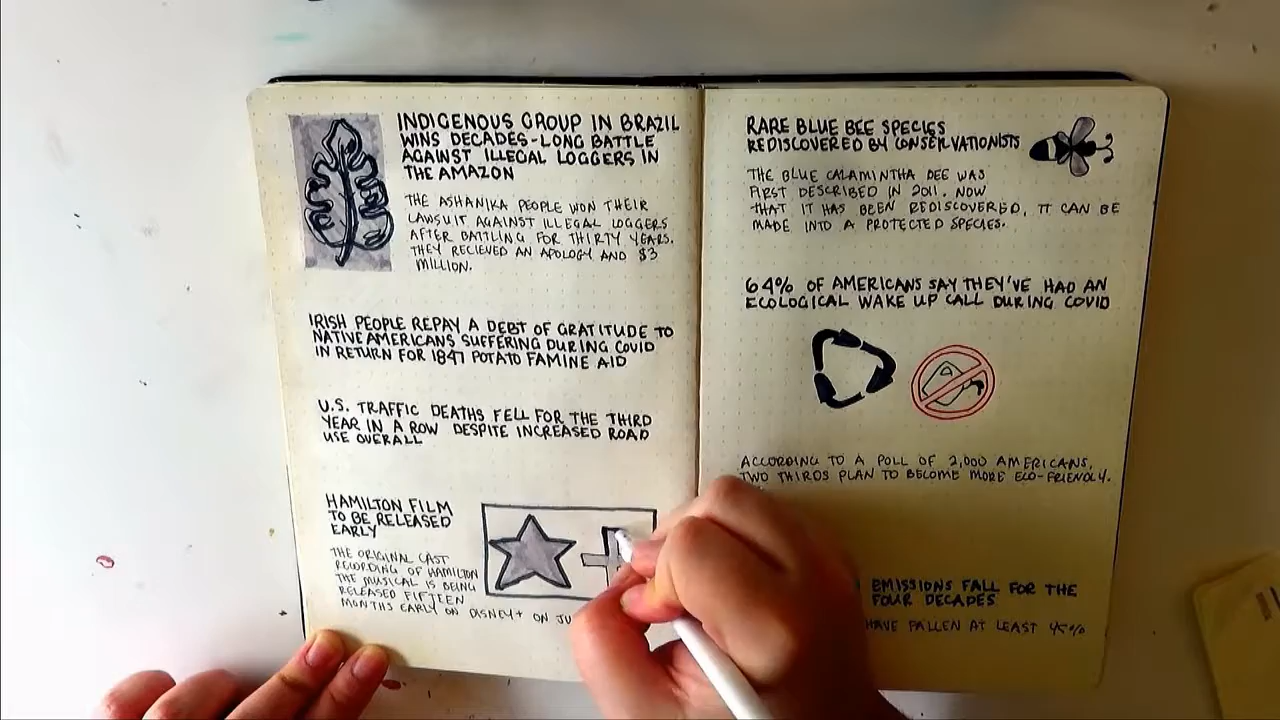 INDIGENOUS GROUP IN BRAZIL
WINS DECADES-LONG BATTLE
AGAINST ILLEGAL LOGGERS IN
THE AMAZON
THE ASHANIKA PEOPLE WON THEIR
LAWSUIT AGAINST ILLEGAL LOGGERS
AFTER BATTLING FOR THIRTY YEARS.
THEY RECIEVED AN APOLOGY AND $3
MILLION.
IRISH PEOPLE REPAY A DEBT OF GRATITUDE TO
NATIVE AMERICANS SUFFERING DURING COVID
IN RETURN FOR 1847 POTATO FAMINE AID
U.S. TRAFFIC DEATHS FELL FOR THE THIRD
YEAR IN A ROW DESPITE INCREASED ROAD
USE OVERALL
HAMILTON FILM
TO BE RELEASED
EARLY
THE ORIGINAL CAST
RECORDING OF HAMILTON
THE MUSICAL IS BEING
RELEASED FIFTEEN
MONTHS EARLY ON DISNEY+ ON JU
RARE BLUE BEE SPECIES
REDISCOVERED BY CONSERVATIONISTS
THE BLUE CALAMINTHA BEE WAS
FIRST DESCRIBED IN 2011. NOW
THAT IT HAS BEEN REDISCOVERED, IT CAN BE
MADE INTO A PROTECTED SPECIES.
64% OF AMERICANS SAY THEY'VE HAD AN
ECOLOGICAL WAKE UP CALL DURING COVID
ACCORDING TO A POLL OF 2,000 AMERICANS,
TWO THIRDS PLAN TO BECOME MORE ECO-FRIENDLY.
EMISSIONS FALL FOR THE
FOUR DECADES
HAVE FALLEN AT LEAST 45%